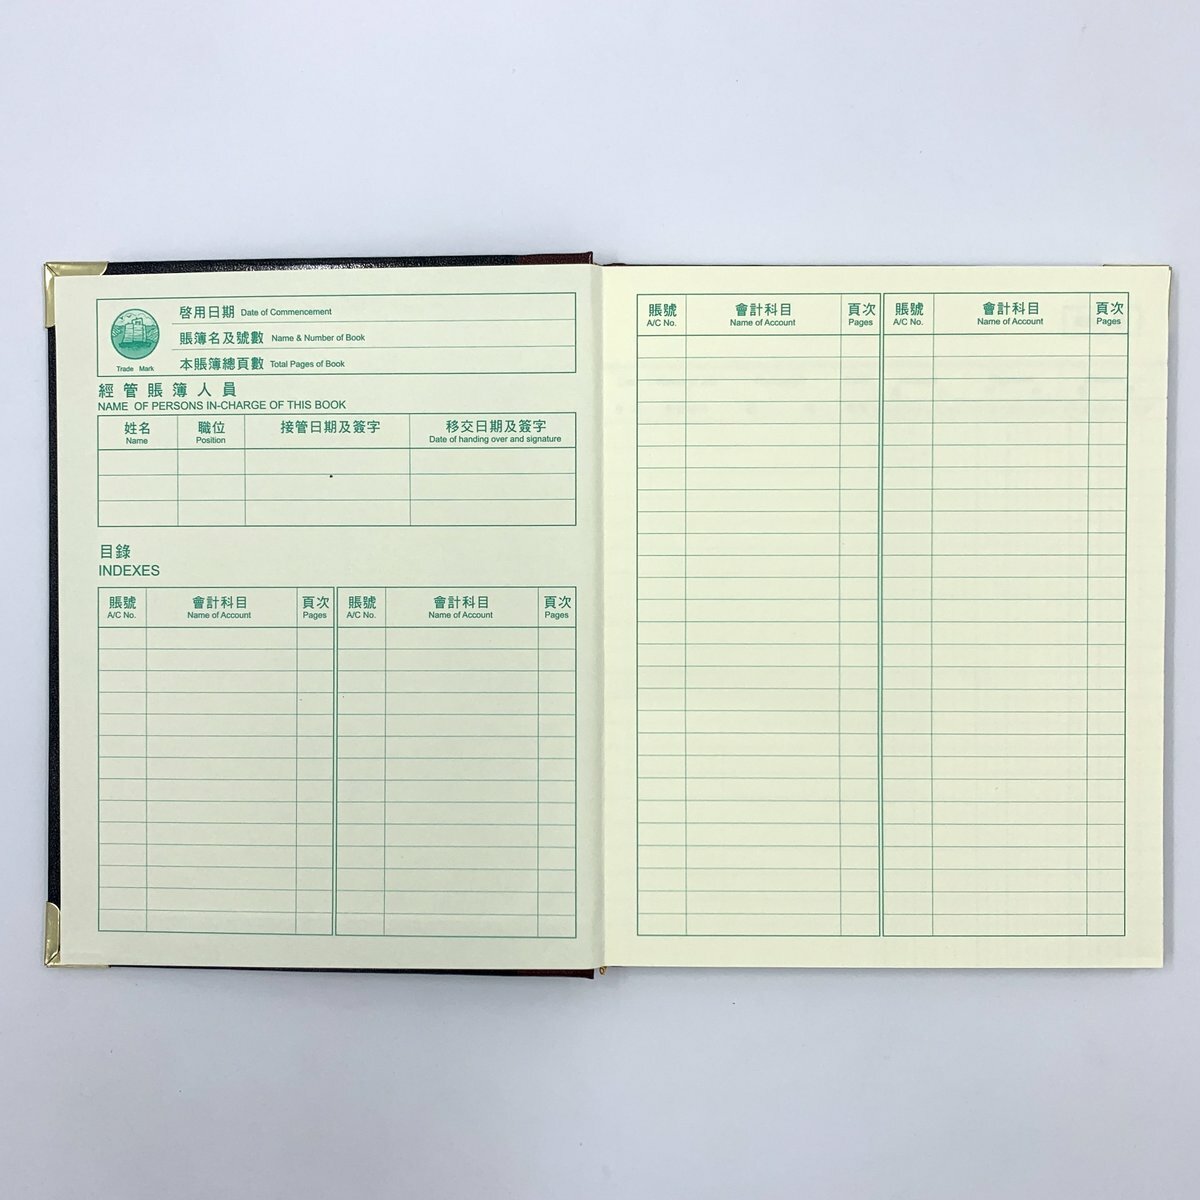 啓用日期 Date of Commencement
賬簿名及號數 Name & Number of Book
本賬簿總頁數 Total Pages of Book
Trade Mark
經管賬簿人員
NAME OF PERSONS IN-CHARGE OF THIS BOOK
姓名 職位 接管日期及簽字 移交日期及簽字
Name Position Date of handing over and signature
目錄
INDEXES
賬號 會計科目 頁次 賬號 會計科目 頁次
A/C No. Name of Account Pages A/C No. Name of Account Pages
賬號 會計科目 頁次 賬號 會計科目 頁次
A/C No. Name of Account Pages A/C No. Name of Account Pages